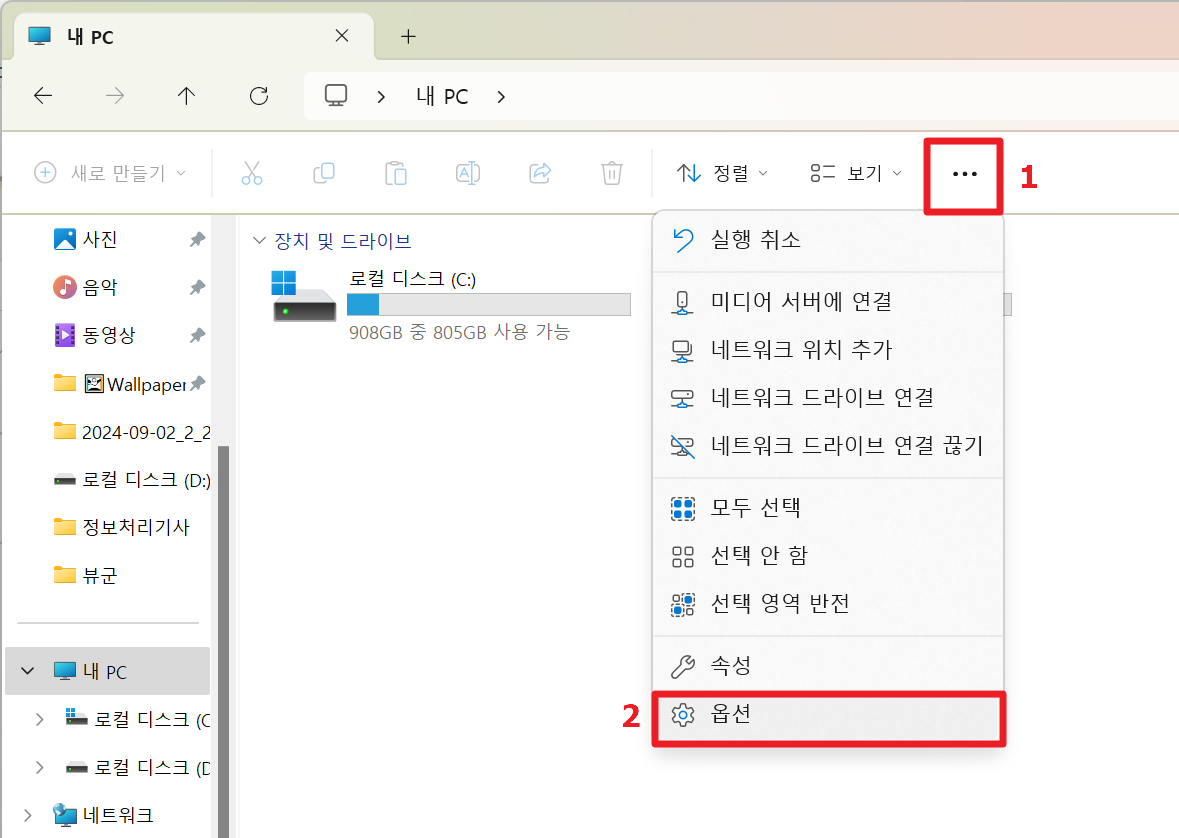 내 PC
내 PC
새로 만들기
정렬
보기
1
사진
음악
동영상
Wallpaper
2024-09-02_2_2
로컬 디스크 (D:)
정보처리기사
뷰군
내 PC
로컬 디스크 (C
로컬 디스크 (D
네트워크
장치 및 드라이브
로컬 디스크 (C:)
908GB 중 805GB 사용 가능
실행 취소
미디어 서버에 연결
네트워크 위치 추가
네트워크 드라이브 연결
네트워크 드라이브 연결 끊기
모두 선택
선택 안 함
선택 영역 반전
속성
2
옵션